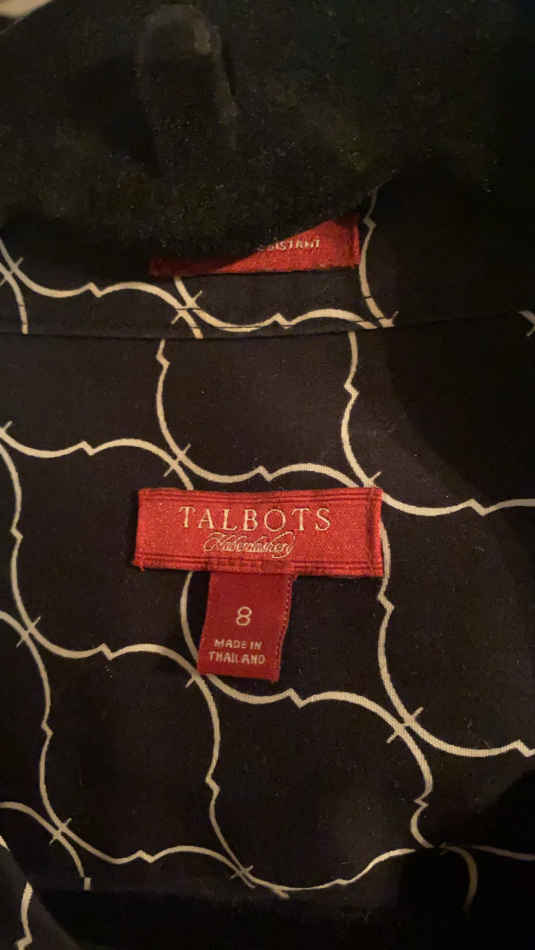 TALBOTS
Haberdashery
8
MADE IN
THAILAND